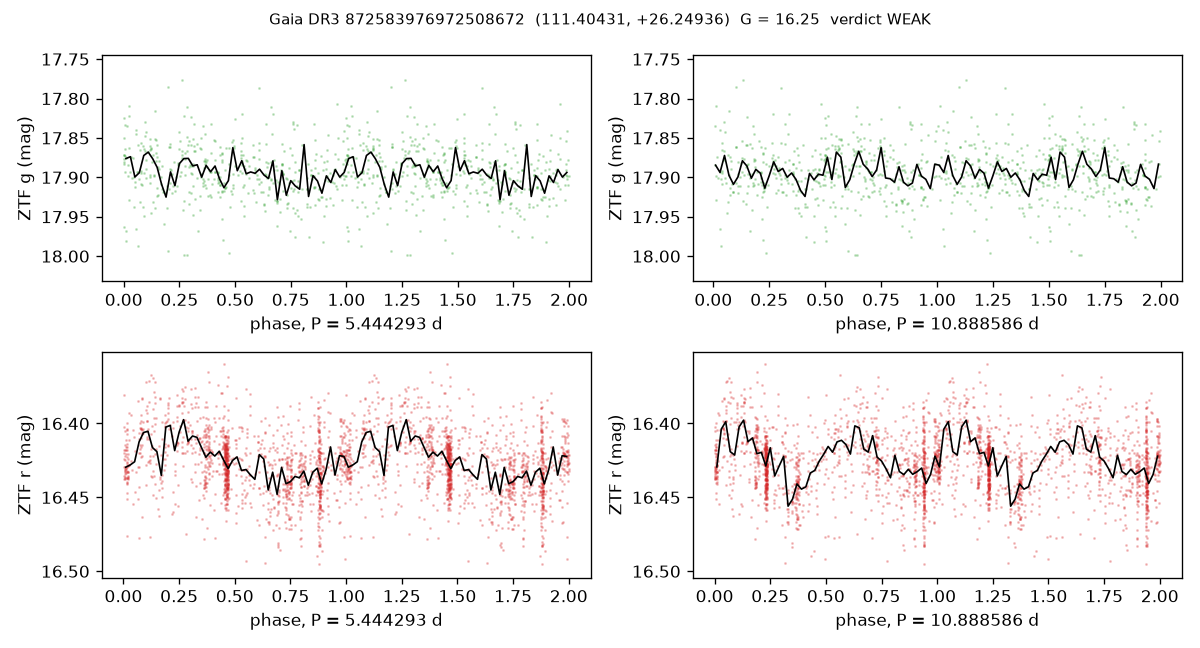 Gaia DR3 872583976972508672  (111.40431, +26.24936)  G = 16.25  verdict WEAK
17.75
17.80
17.85
17.90
17.95
18.00
ZTF g (mag)
0.00 0.25 0.50 0.75 1.00 1.25 1.50 1.75 2.00
phase, P = 5.444293 d
17.75
17.80
17.85
17.90
17.95
18.00
ZTF g (mag)
0.00 0.25 0.50 0.75 1.00 1.25 1.50 1.75 2.00
phase, P = 10.888586 d
16.40
16.45
16.50
ZTF r (mag)
0.00 0.25 0.50 0.75 1.00 1.25 1.50 1.75 2.00
phase, P = 5.444293 d
16.40
16.45
16.50
ZTF r (mag)
0.00 0.25 0.50 0.75 1.00 1.25 1.50 1.75 2.00
phase, P = 10.888586 d